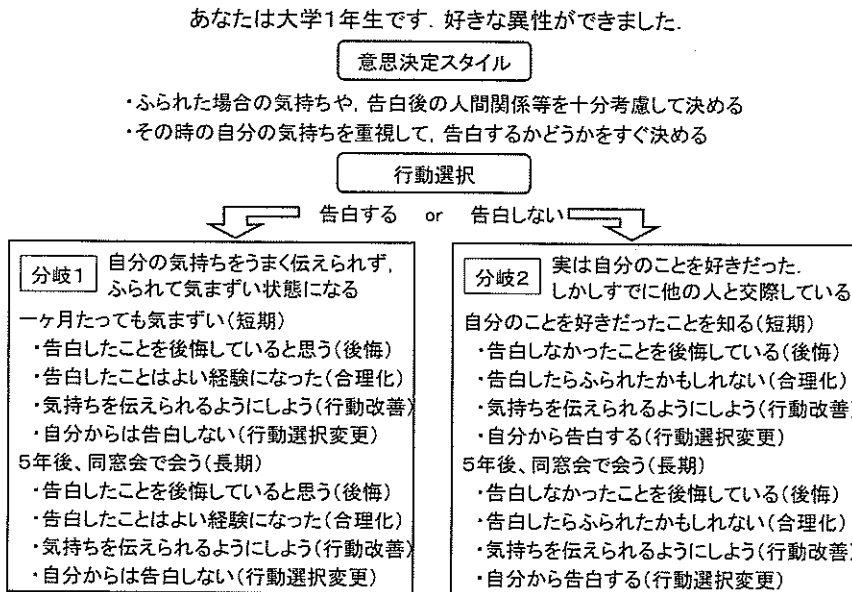 あなたは大学1年生です. 好きな異性ができました.
意思決定スタイル
・ふられた場合の気持ちや, 告白後の人間関係等を十分考慮して決める
・その時の自分の気持ちを重視して, 告白するかどうかをすぐ決める
行動選択
告白する or 告白しない
分岐1 自分の気持ちをうまく伝えられず,
ふられて気まずい状態になる
一ヶ月たっても気まずい(短期)
・告白したことを後悔していると思う(後悔)
・告白したことはよい経験になった(合理化)
・気持ちを伝えられるようにしよう(行動改善)
・自分からは告白しない(行動選択変更)
5年後、同窓会で会う(長期)
・告白したことを後悔していると思う(後悔)
・告白したことはよい経験になった(合理化)
・気持ちを伝えられるようにしよう(行動改善)
・自分からは告白しない(行動選択変更)
分岐2 実は自分のことを好きだった.
しかしすでに他の人と交際している
自分のことを好きだったことを知る(短期)
・告白しなかったことを後悔している(後悔)
・告白したらふられたかもしれない(合理化)
・気持ちを伝えられるようにしよう(行動改善)
・自分から告白する(行動選択変更)
5年後、同窓会で会う(長期)
・告白しなかったことを後悔している(後悔)
・告白したらふられたかもしれない(合理化)
・気持ちを伝えられるようにしよう(行動改善)
・自分から告白する(行動選択変更)